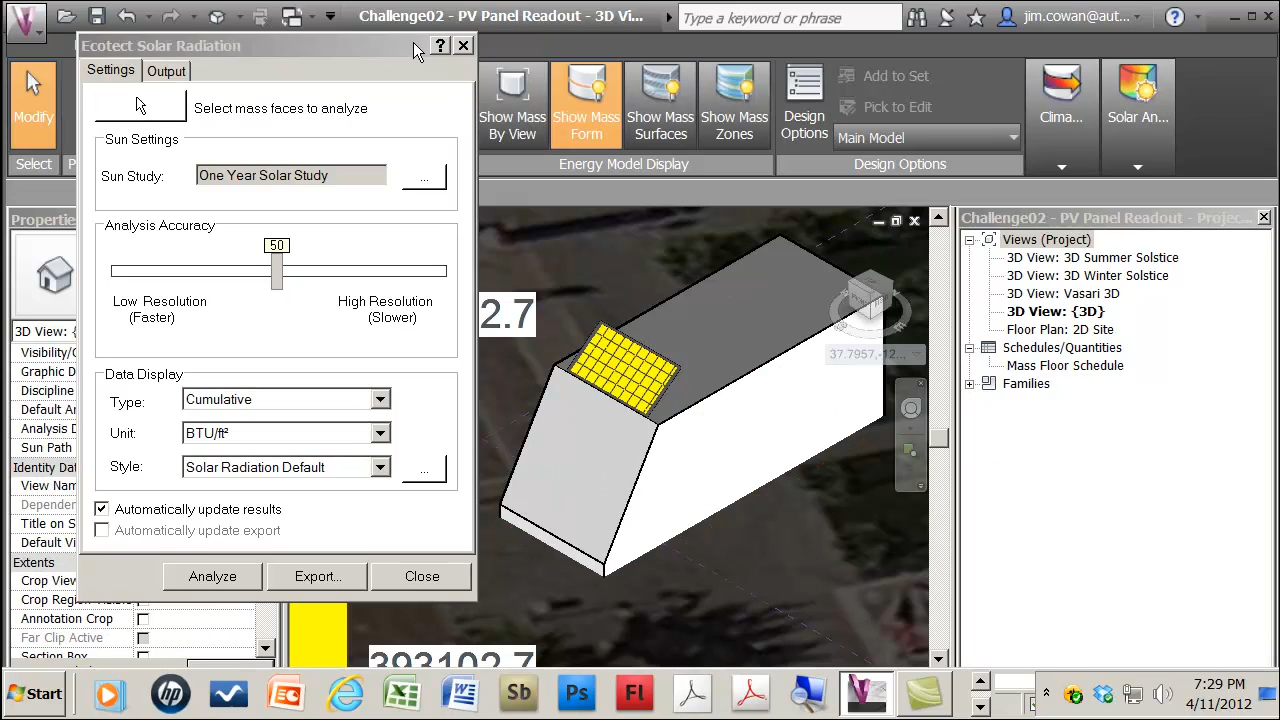 Challenge02 - PV Panel Readout - 3D Vi...
Type a keyword or phrase
jim.cowan@aut...
Ecotect Solar Radiation
Settings
Output
Select mass faces to analyze
Sun Settings
Sun Study:
One Year Solar Study
...
Analysis Accuracy
50
Low Resolution
(Faster)
High Resolution
(Slower)
Data Display
Type:
Cumulative
Unit:
BTU/ft²
Style:
Solar Radiation Default
...
Automatically update results
Automatically update export
Analyze
Export...
Close
Modify
Select
Show Mass
By View
Show Mass
Form
Show Mass
Surfaces
Show Mass
Zones
Energy Model Display
Design
Options
Add to Set
Pick to Edit
Main Model
Design Options
Clima...
Solar An...
Properties
3D View: {
Visibility/G
Graphic D
Discipline
Default An
Analysis D
Sun Path
Identity Dat
View Nam
Dependen
Title on S
Default Vi
Extents
Crop View
Crop Region Visible
Annotation Crop
Far Clip Active
Section Box
2.7
393102.7
37.7957,-12...
Challenge02 - PV Panel Readout - Projec...
Views (Project)
3D View: 3D Summer Solstice
3D View: 3D Winter Solstice
3D View: Vasari 3D
3D View: {3D}
Floor Plan: 2D Site
Schedules/Quantities
Mass Floor Schedule
Families
Start
hp
Sb
Ps
Fl
7:29 PM
4/11/2012